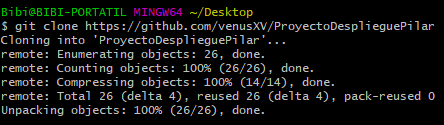 Bibi@BIBI-PORTATIL MINGW64 ~/Desktop
$ git clone https://github.com/venusXV/ProyectoDesplieguePilar
Cloning into 'ProyectoDesplieguePilar'...
remote: Enumerating objects: 26, done.
remote: Counting objects: 100% (26/26), done.
remote: Compressing objects: 100% (14/14), done.
remote: Total 26 (delta 4), reused 26 (delta 4), pack-reused 0
Unpacking objects: 100% (26/26), done.